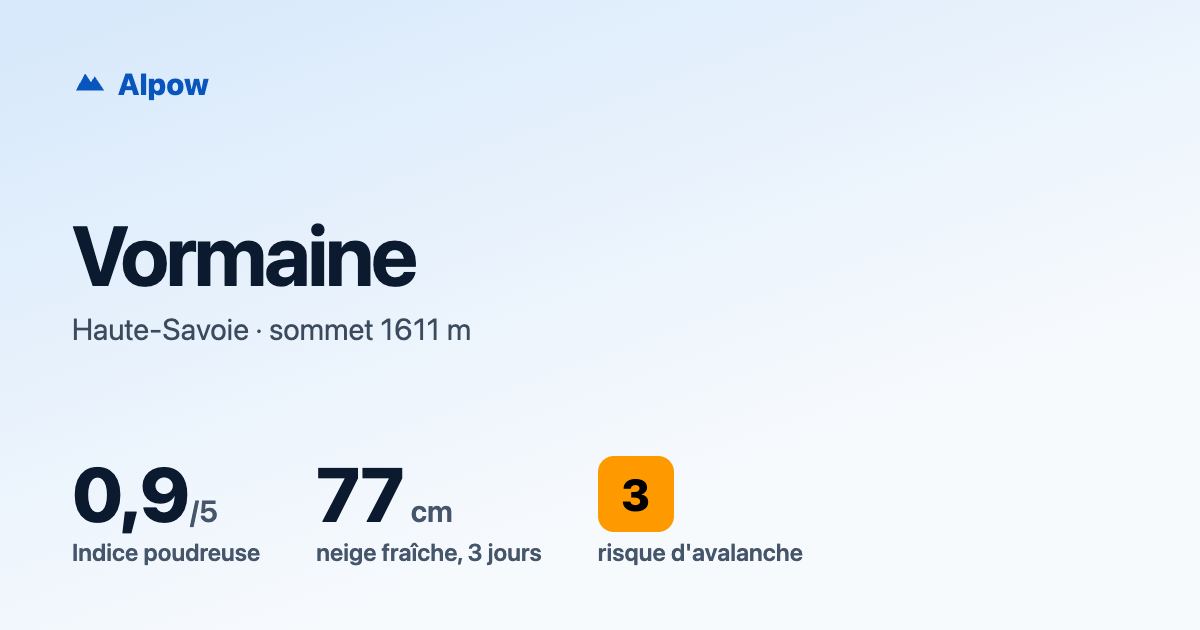 Alpow
Vormaine
Haute-Savoie · sommet 1611 m
0,9/5
Indice poudreuse
77 cm
neige fraîche, 3 jours
3
risque d'avalanche